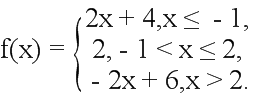 2x + 4, x ≤ - 1,
f(x) = { 2, - 1 < x ≤ 2,
- 2x + 6, x > 2.